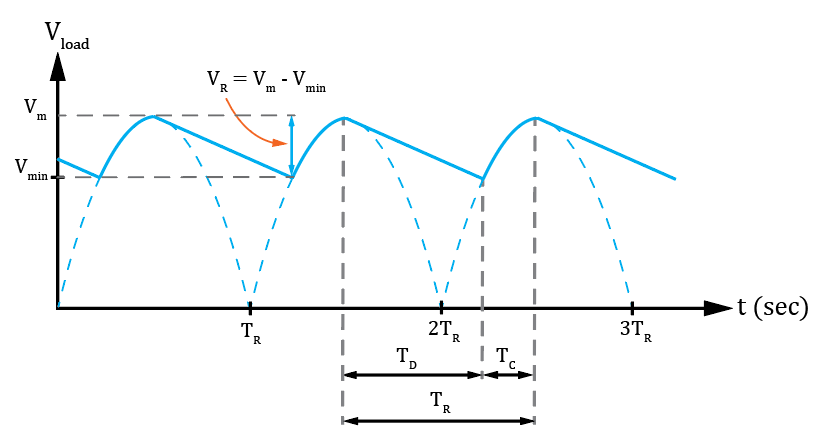 V_load
V_R = V_m - V_min
V_m
V_min
t (sec)
T_R
2T_R
3T_R
T_D
T_C
T_R